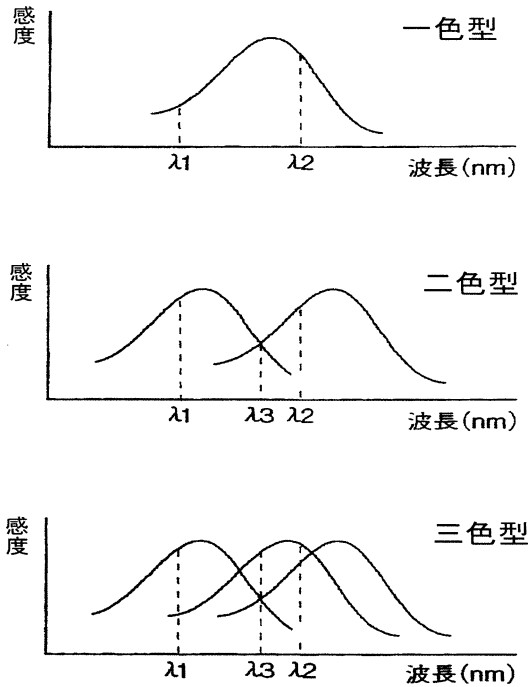 感度
一色型
λ1 λ2
波長(nm)
感度
二色型
λ1 λ3 λ2
波長(nm)
感度
三色型
λ1 λ3 λ2
波長(nm)